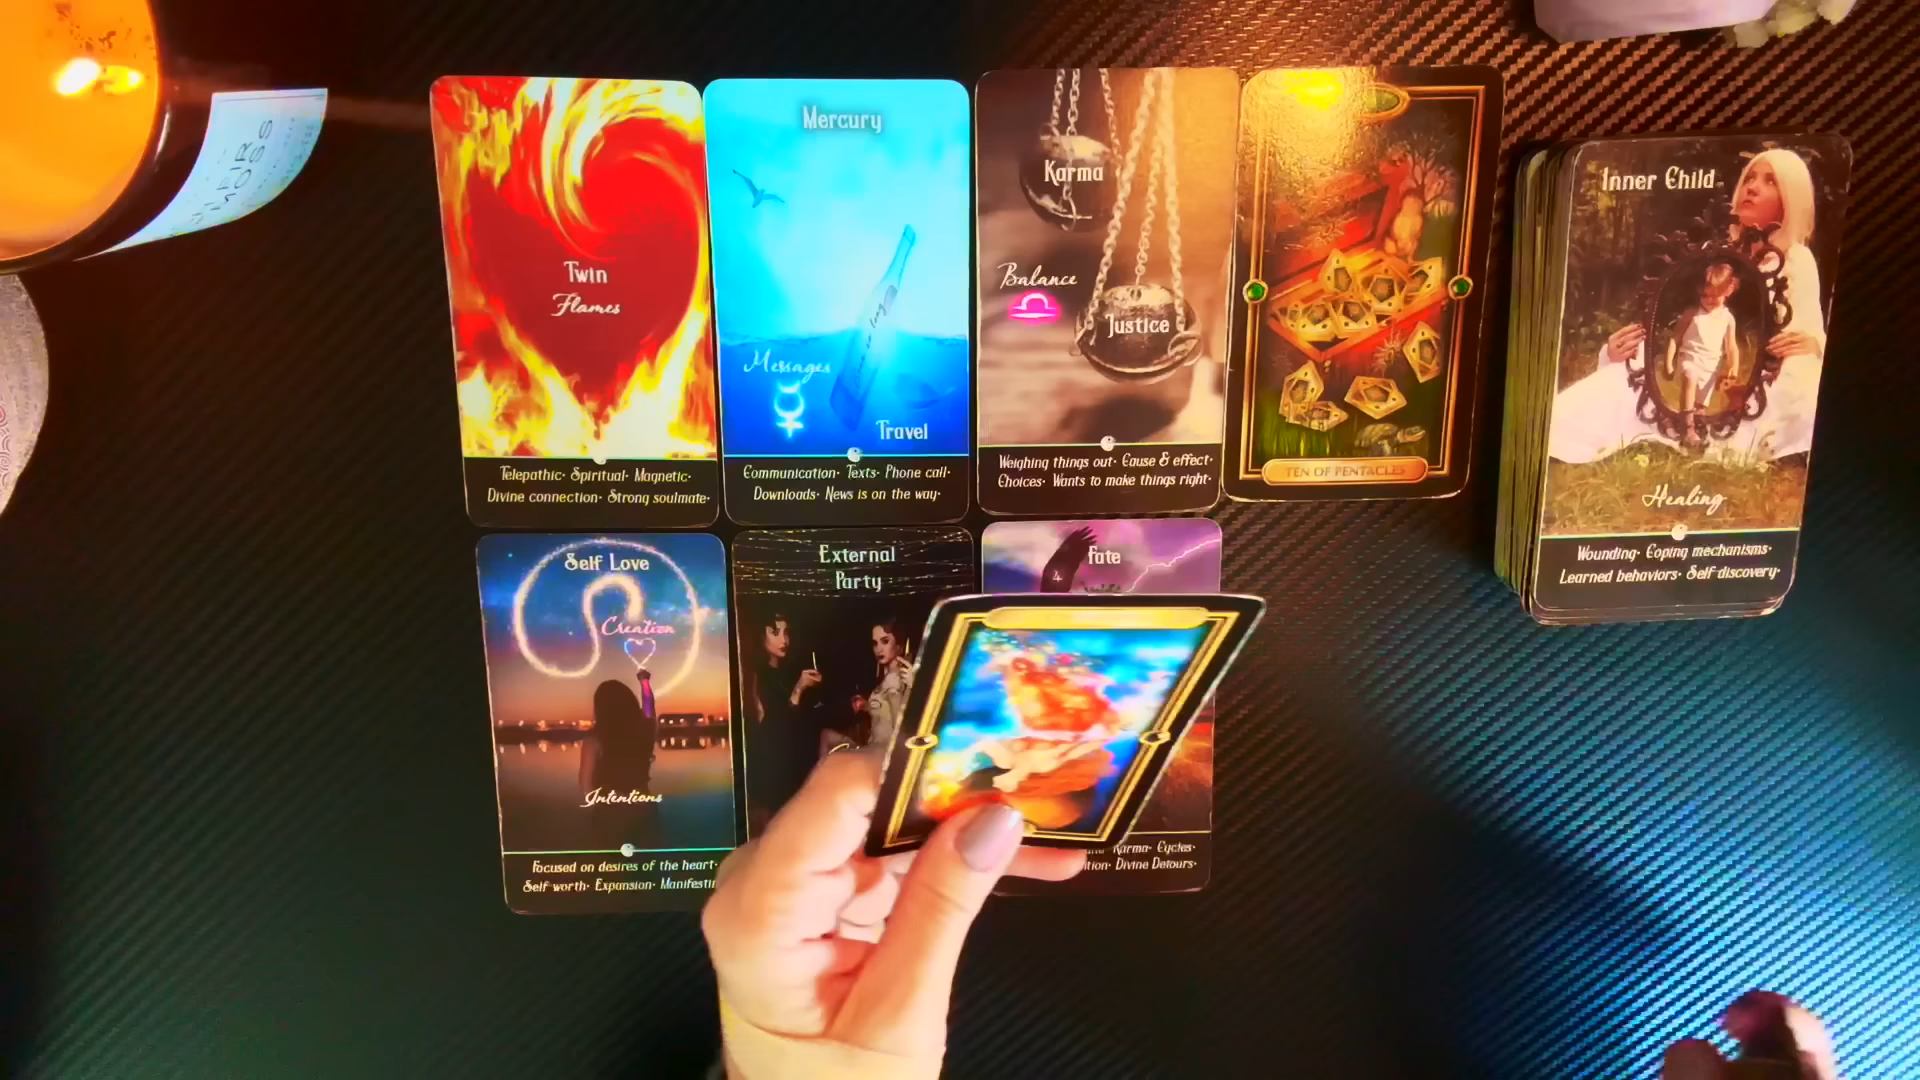 Twin
Flames
Telepathic· Spiritual· Magnetic·
Divine connection· Strong soulmate·
Mercury
Messages
Travel
Communication· Texts· Phone call·
Downloads· News is on the way·
Karma
Balance
Justice
Weighing things out· Cause & effect·
Choices· Wants to make things right·
TEN OF PENTACLES
Inner Child
Healing
Wounding· Coping mechanisms·
Learned behaviors· Self discovery·
Self Love
Creation
Intentions
Focused on desires of the heart·
Self worth· Expansion·
External
Party
Fate
Karma· Cycles·
Divine Detours·